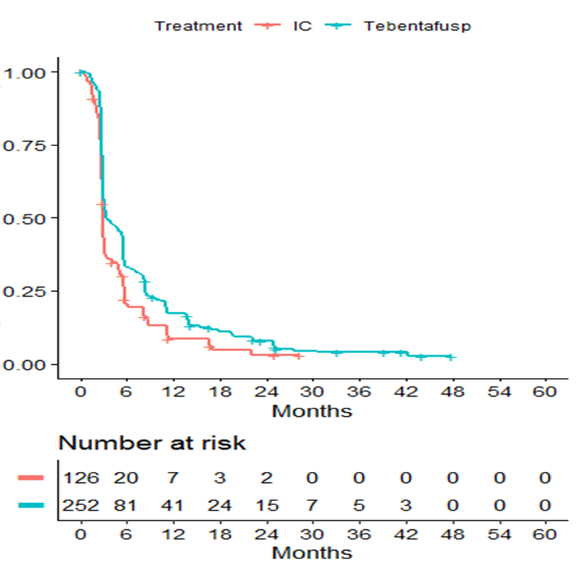 Treatment IC Tebentafusp
1.00
0.75
0.50
0.25
0.00
0 6 12 18 24 30 36 42 48 54 60
Months
Number at risk
126 20 7 3 2 0 0 0 0 0 0
252 81 41 24 15 7 5 3 0 0 0
0 6 12 18 24 30 36 42 48 54 60
Months